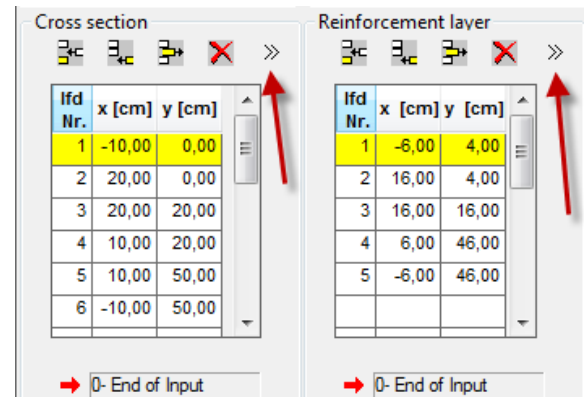 Cross section Reinforcement layer
lfd Nr. x [cm] y [cm] lfd Nr. x [cm] y [cm]
1 -10,00 0,00 1 -6,00 4,00
2 20,00 0,00 2 16,00 4,00
3 20,00 20,00 3 16,00 16,00
4 10,00 20,00 4 6,00 46,00
5 10,00 50,00 5 -6,00 46,00
6 -10,00 50,00
0- End of Input 0- End of Input